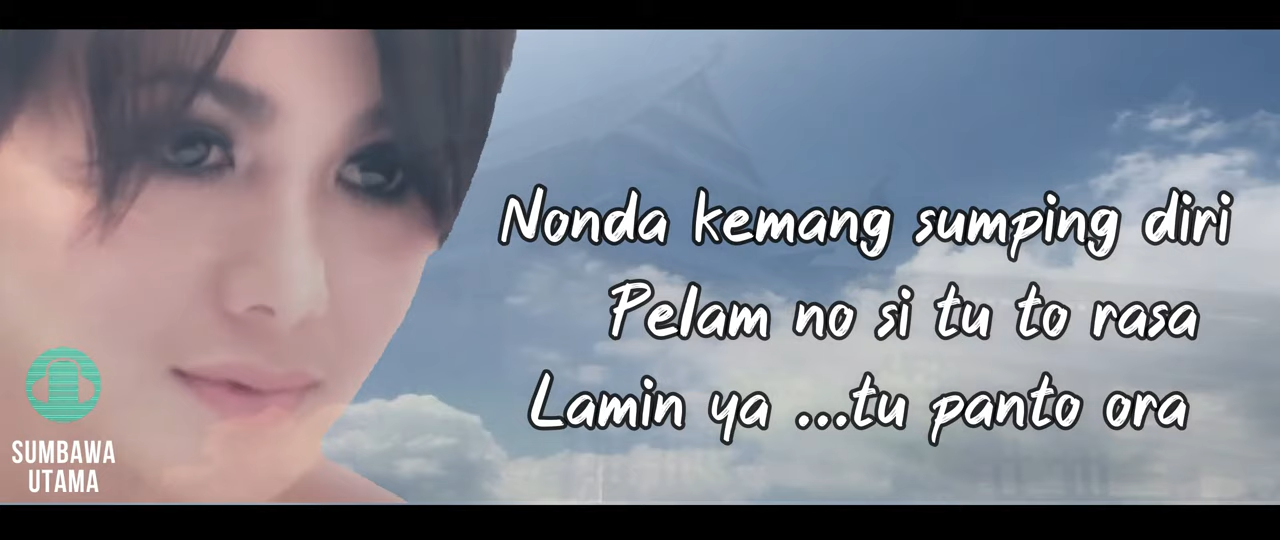 Nonda kemang sumping diri
Pelam no si tu to rasa
Lamin ya ...tu panto ora
SUMBAWA
UTAMA